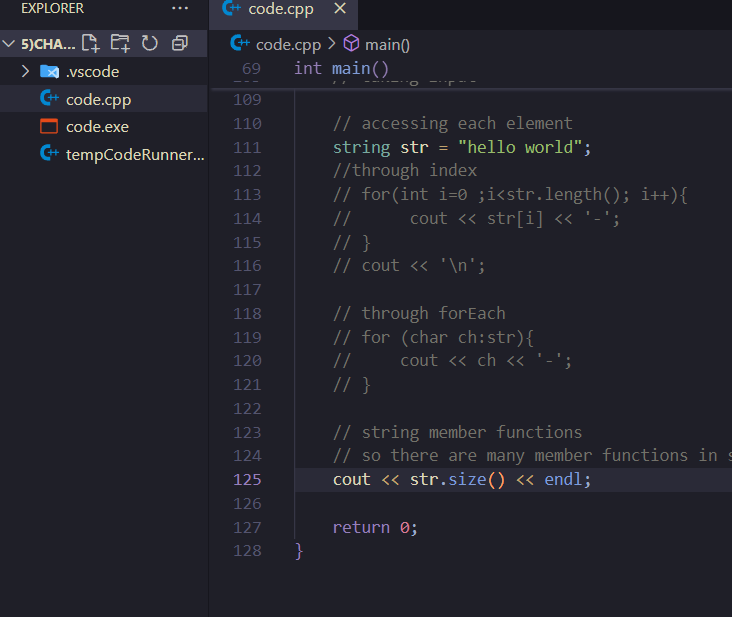 EXPLORER ...
5)CHA...
.vscode
code.cpp
code.exe
tempCodeRunner...
code.cpp
code.cpp > main()
69 int main()
109
110 // accessing each element
111 string str = "hello world";
112 //through index
113 // for(int i=0 ;i<str.length(); i++){
114 //      cout << str[i] << '-';
115 // }
116 // cout << '\n';
117
118 // through forEach
119 // for (char ch:str){
120 //     cout << ch << '-';
121 // }
122
123 // string member functions
124 // so there are many member functions in s
125 cout << str.size() << endl;
126
127 return 0;
128 }